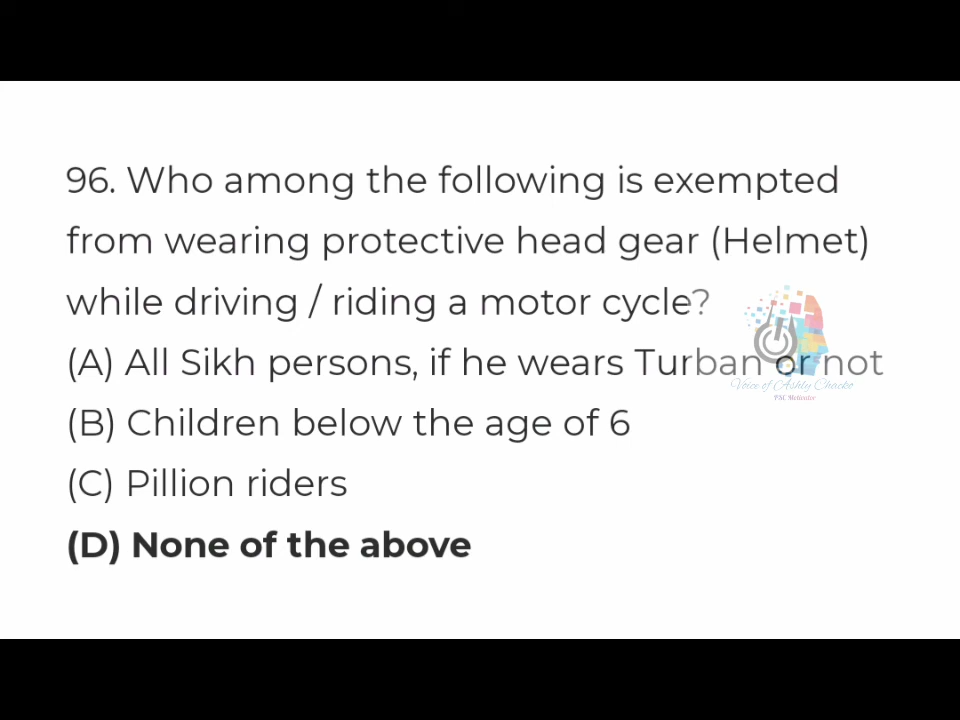 96. Who among the following is exempted
from wearing protective head gear (Helmet)
while driving / riding a motor cycle?
(A) All Sikh persons, if he wears Turban or not
Voice of Ashly Chacko
PSC Motivator
(B) Children below the age of 6
(C) Pillion riders
(D) None of the above